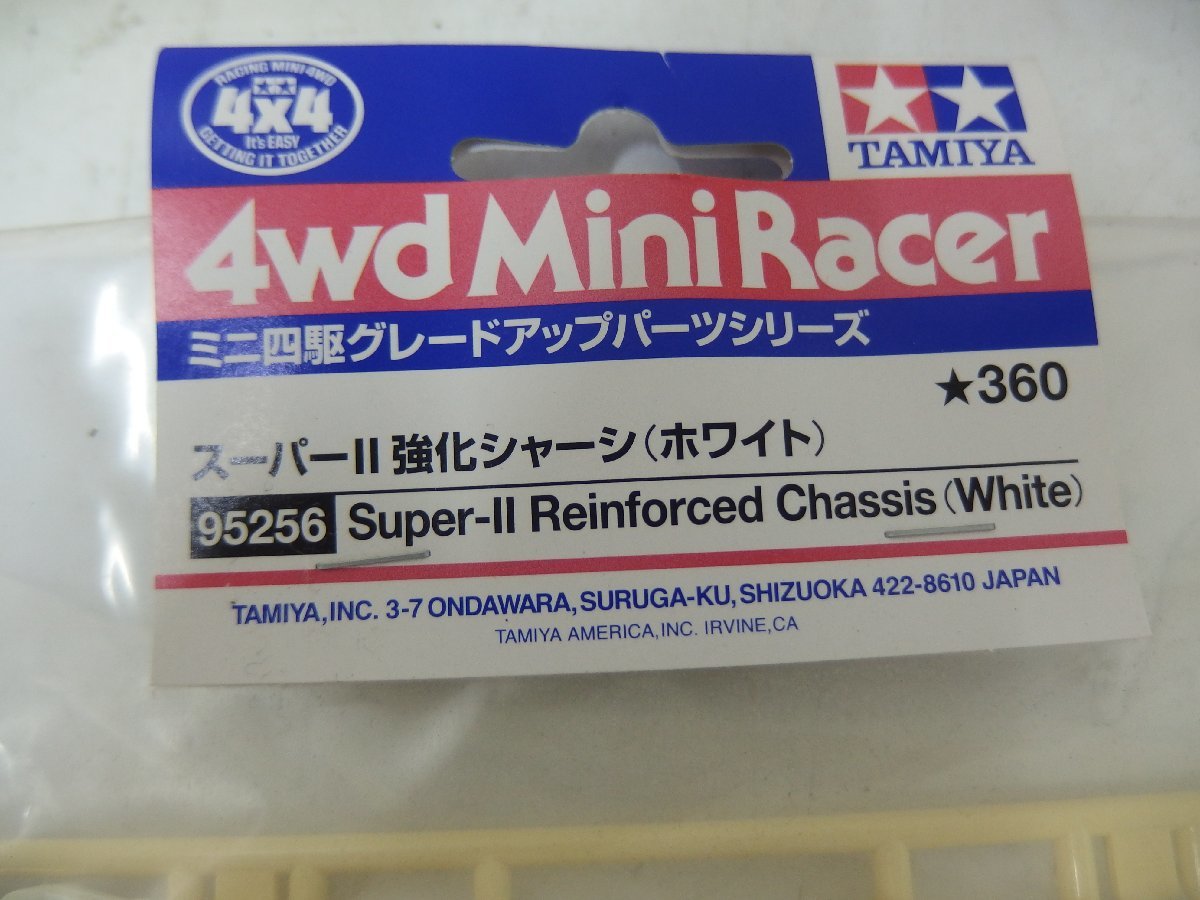 RACING MINI 4WD
4x4
It's EASY
GETTING IT TOGETHER
TAMIYA
4wd Mini Racer
ミニ四駆グレードアップパーツシリーズ
★360
スーパーII 強化シャーシ(ホワイト)
95256 Super-II Reinforced Chassis (White)
TAMIYA, INC. 3-7 ONDAWARA, SURUGA-KU, SHIZUOKA 422-8610 JAPAN
TAMIYA AMERICA, INC. IRVINE, CA